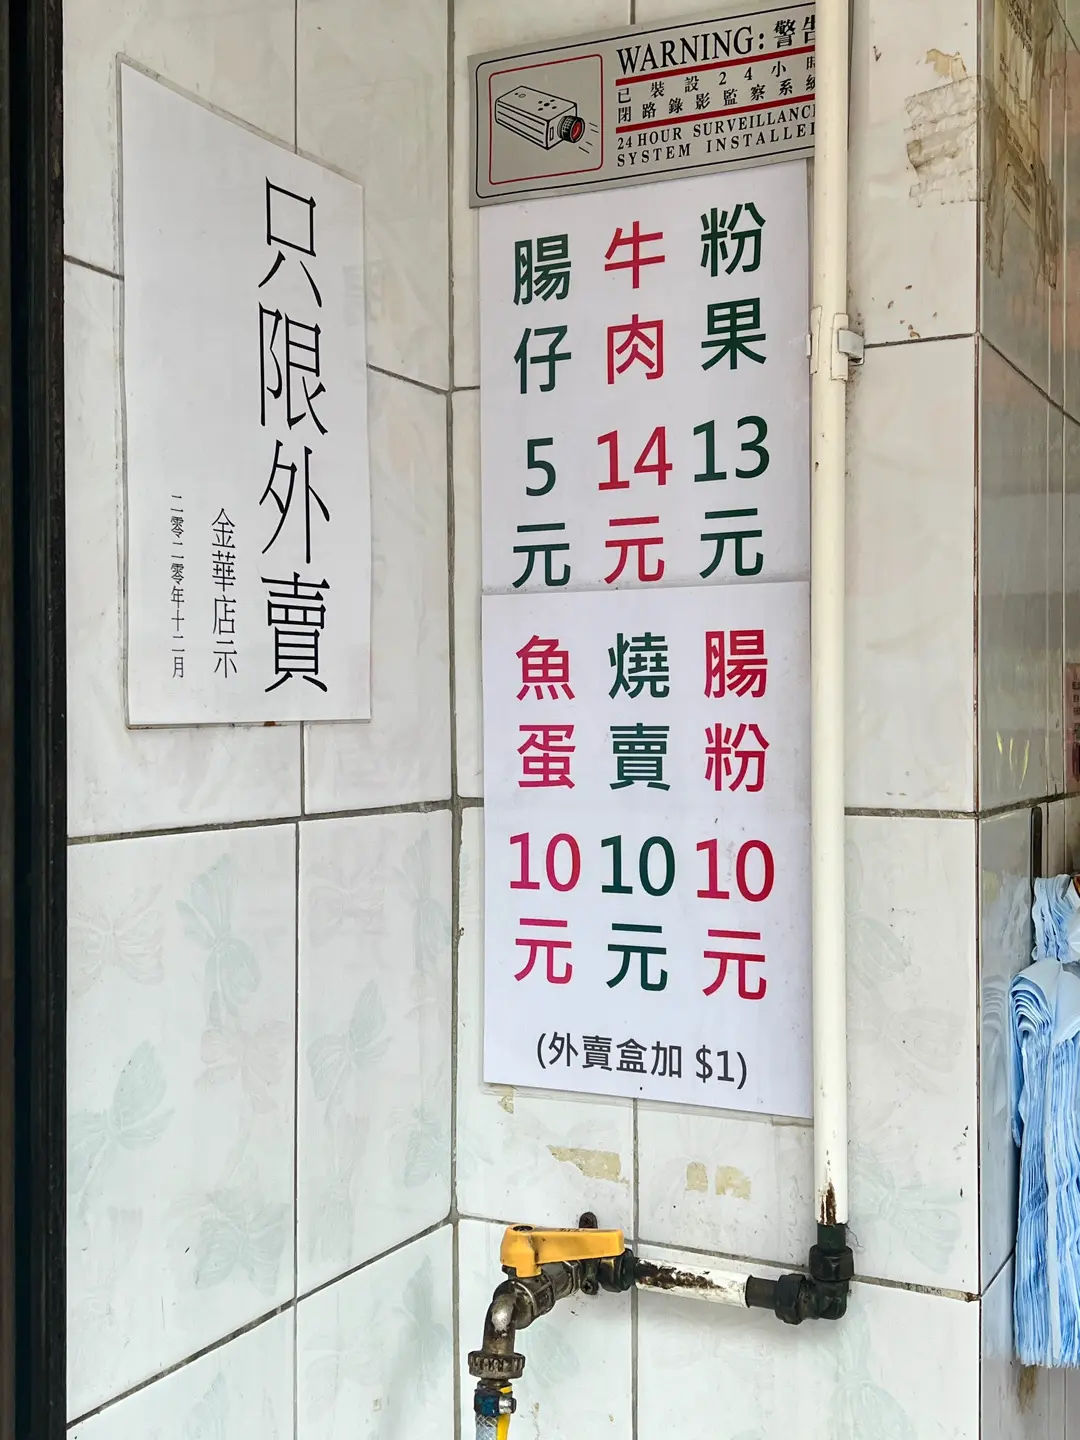 WARNING: 警告
已裝設24小時
閉路錄影監察系統
24 HOUR SURVEILLANCE
SYSTEM INSTALLED
只限外賣
金華店示
二零二零年十二月
粉果13元
牛肉14元
腸仔5元
腸粉10元
燒賣10元
魚蛋10元
(外賣盒加 $1)